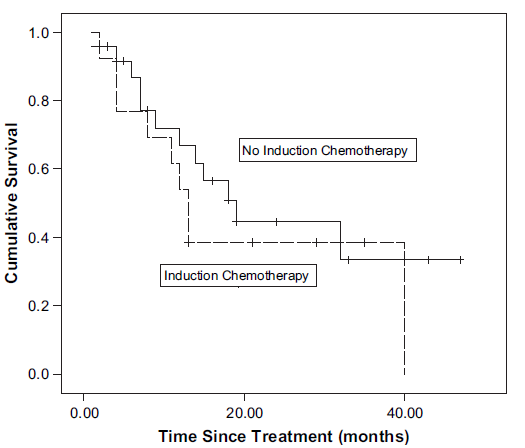 Cumulative Survival
1.0
0.8
0.6
0.4
0.2
0.0
No Induction Chemotherapy
Induction Chemotherapy
0.00 20.00 40.00
Time Since Treatment (months)